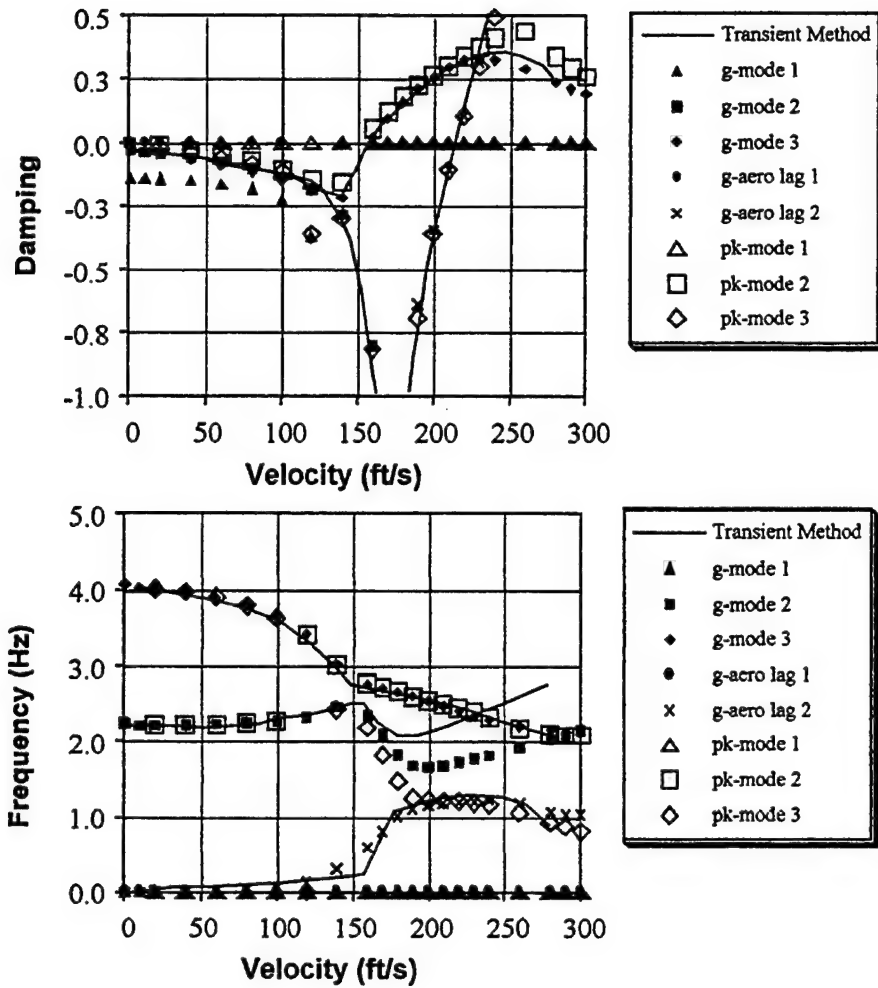 0.5
0.3
0.0
-0.3
-0.5
-0.8
-1.0
Damping
0 50 100 150 200 250 300
Velocity (ft/s)
Transient Method
g-mode 1
g-mode 2
g-mode 3
g-aero lag 1
g-aero lag 2
pk-mode 1
pk-mode 2
pk-mode 3
5.0
4.0
3.0
2.0
1.0
0.0
Frequency (Hz)
0 50 100 150 200 250 300
Velocity (ft/s)
Transient Method
g-mode 1
g-mode 2
g-mode 3
g-aero lag 1
g-aero lag 2
pk-mode 1
pk-mode 2
pk-mode 3